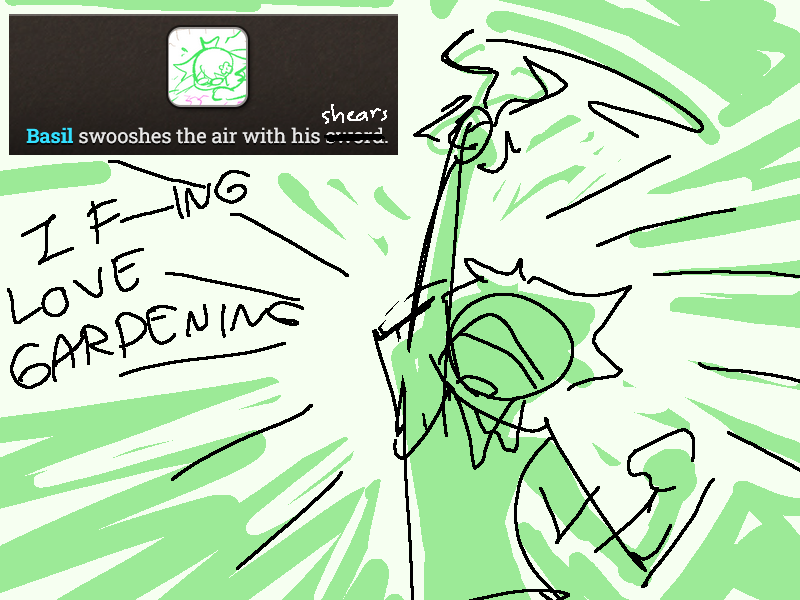 shears
Basil swooshes the air with his sword.
I F—ING
LOVE
GARDENING